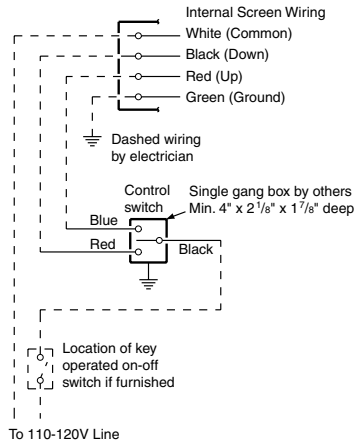 Internal Screen Wiring
White (Common)
Black (Down)
Red (Up)
Green (Ground)
Dashed wiring
by electrician
Control
switch
Single gang box by others
Min. 4" x 2 1/8" x 1 7/8" deep
Blue
Red
Black
Location of key
operated on-off
switch if furnished
To 110-120V Line